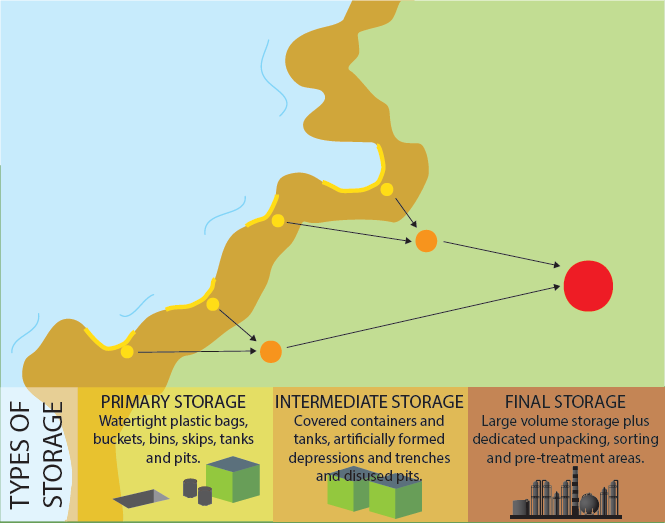 TYPES OF
STORAGE
PRIMARY STORAGE
Watertight plastic bags,
buckets, bins, skips, tanks
and pits.
INTERMEDIATE STORAGE
Covered containers and
tanks, artificially formed
depressions and trenches
and disused pits.
FINAL STORAGE
Large volume storage plus
dedicated unpacking, sorting
and pre-treatment areas.